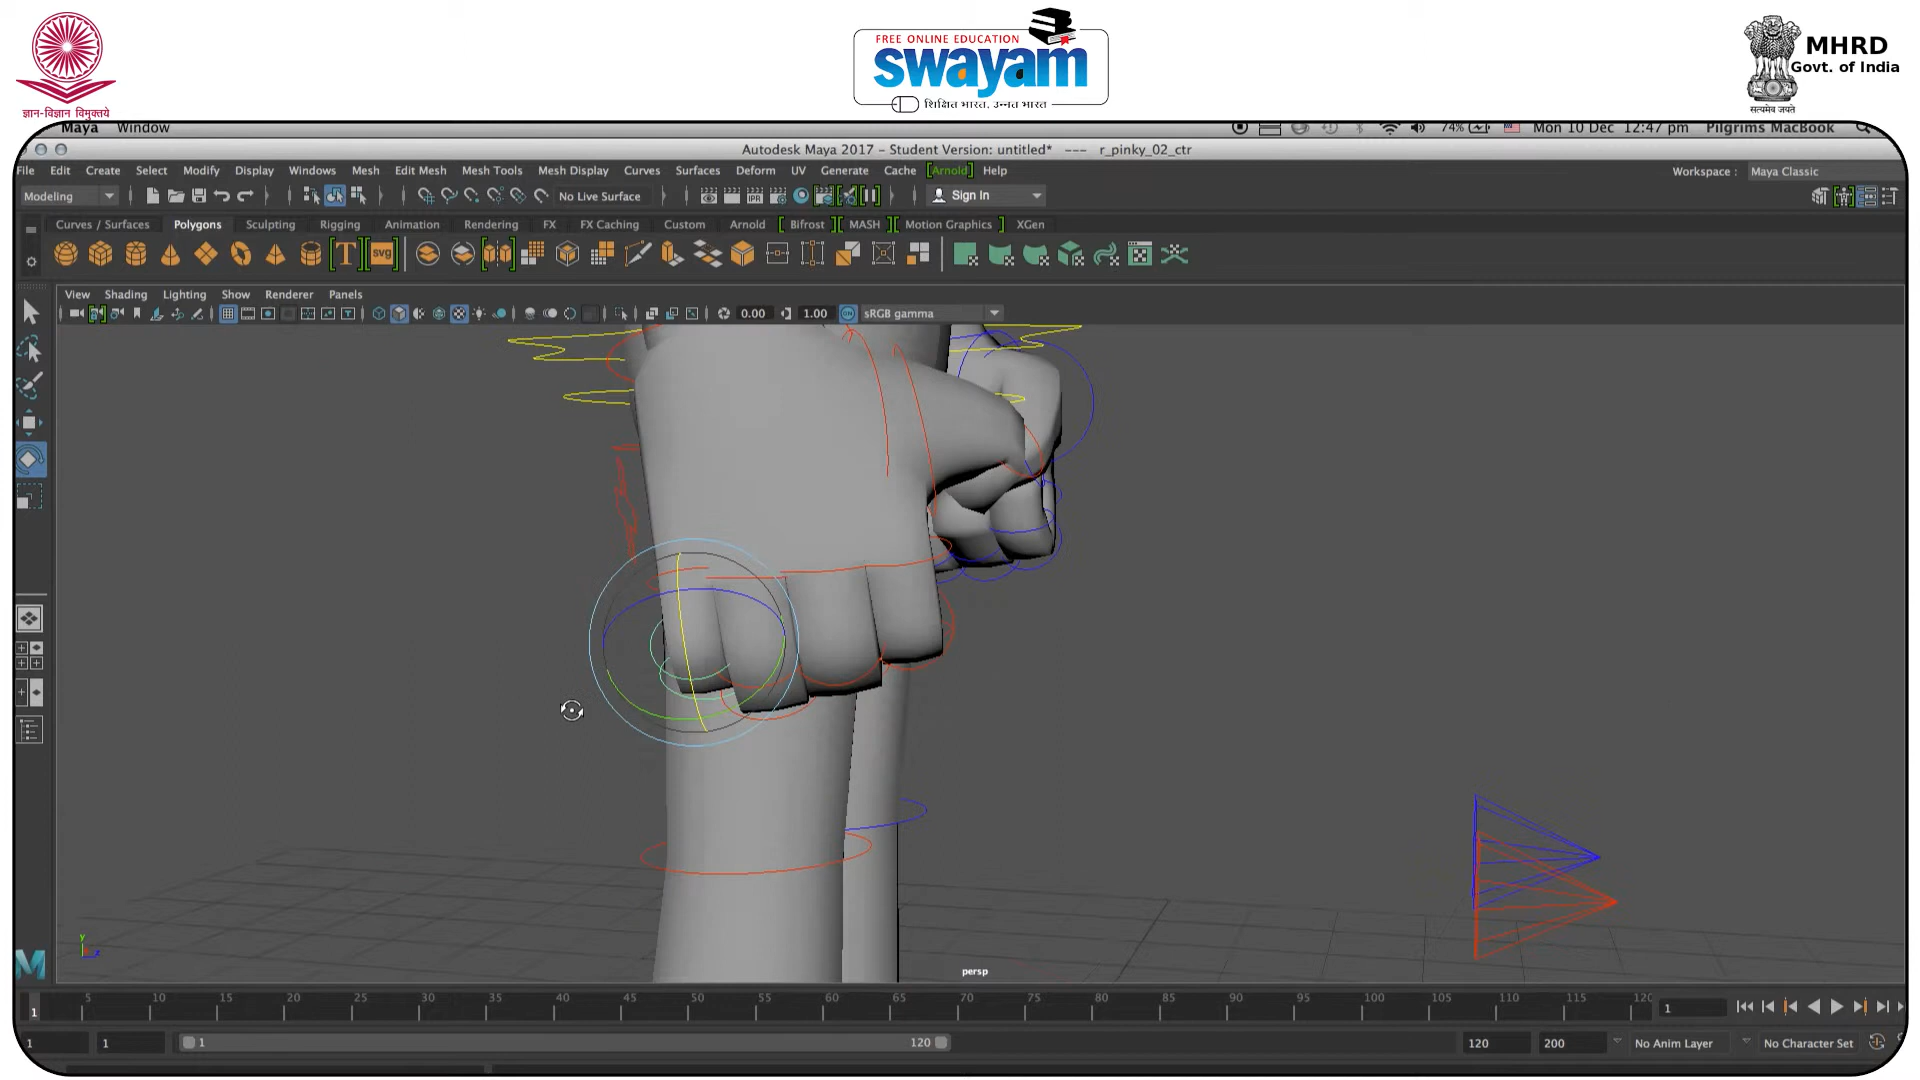 FREE ONLINE EDUCATION
swayam
शिक्षित भारत, उन्नत भारत
ज्ञान-विज्ञान विमुक्तये
MHRD
Govt. of India
सत्यमेव जयते
Maya Window
74% Mon 10 Dec 12:47 pm Pilgrims MacBook
Autodesk Maya 2017 - Student Version: untitled* --- r_pinky_02_ctr
File Edit Create Select Modify Display Windows Mesh Edit Mesh Mesh Tools Mesh Display Curves Surfaces Deform UV Generate Cache Arnold Help
Workspace : Maya Classic
Modeling No Live Surface Sign In
Curves / Surfaces Polygons Sculpting Rigging Animation Rendering FX FX Caching Custom Arnold Bifrost MASH Motion Graphics XGen
T SVG
View Shading Lighting Show Renderer Panels
0.00 1.00 sRGB gamma
y
persp
5 10 15 20 25 30 35 40 45 50 55 60 65 70 75 80 85 90 95 100 105 110 115 120
1 1
1 1 1 120 120 200 No Anim Layer No Character Set